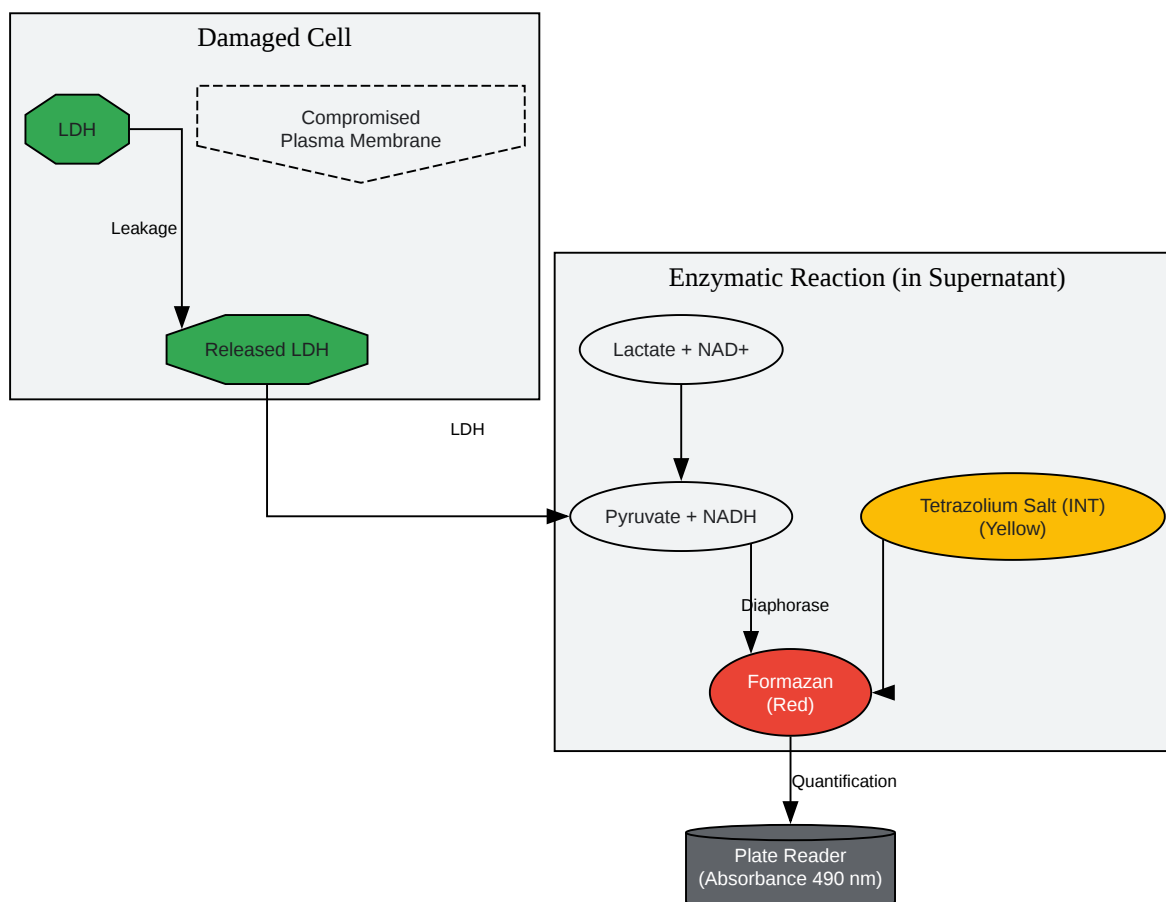 Damaged Cell
LDH
Compromised
Plasma Membrane
Leakage
Released LDH
LDH
Enzymatic Reaction (in Supernatant)
Lactate + NAD+
Pyruvate + NADH
Tetrazolium Salt (INT)
(Yellow)
Diaphorase
Formazan
(Red)
Quantification
Plate Reader
(Absorbance 490 nm)